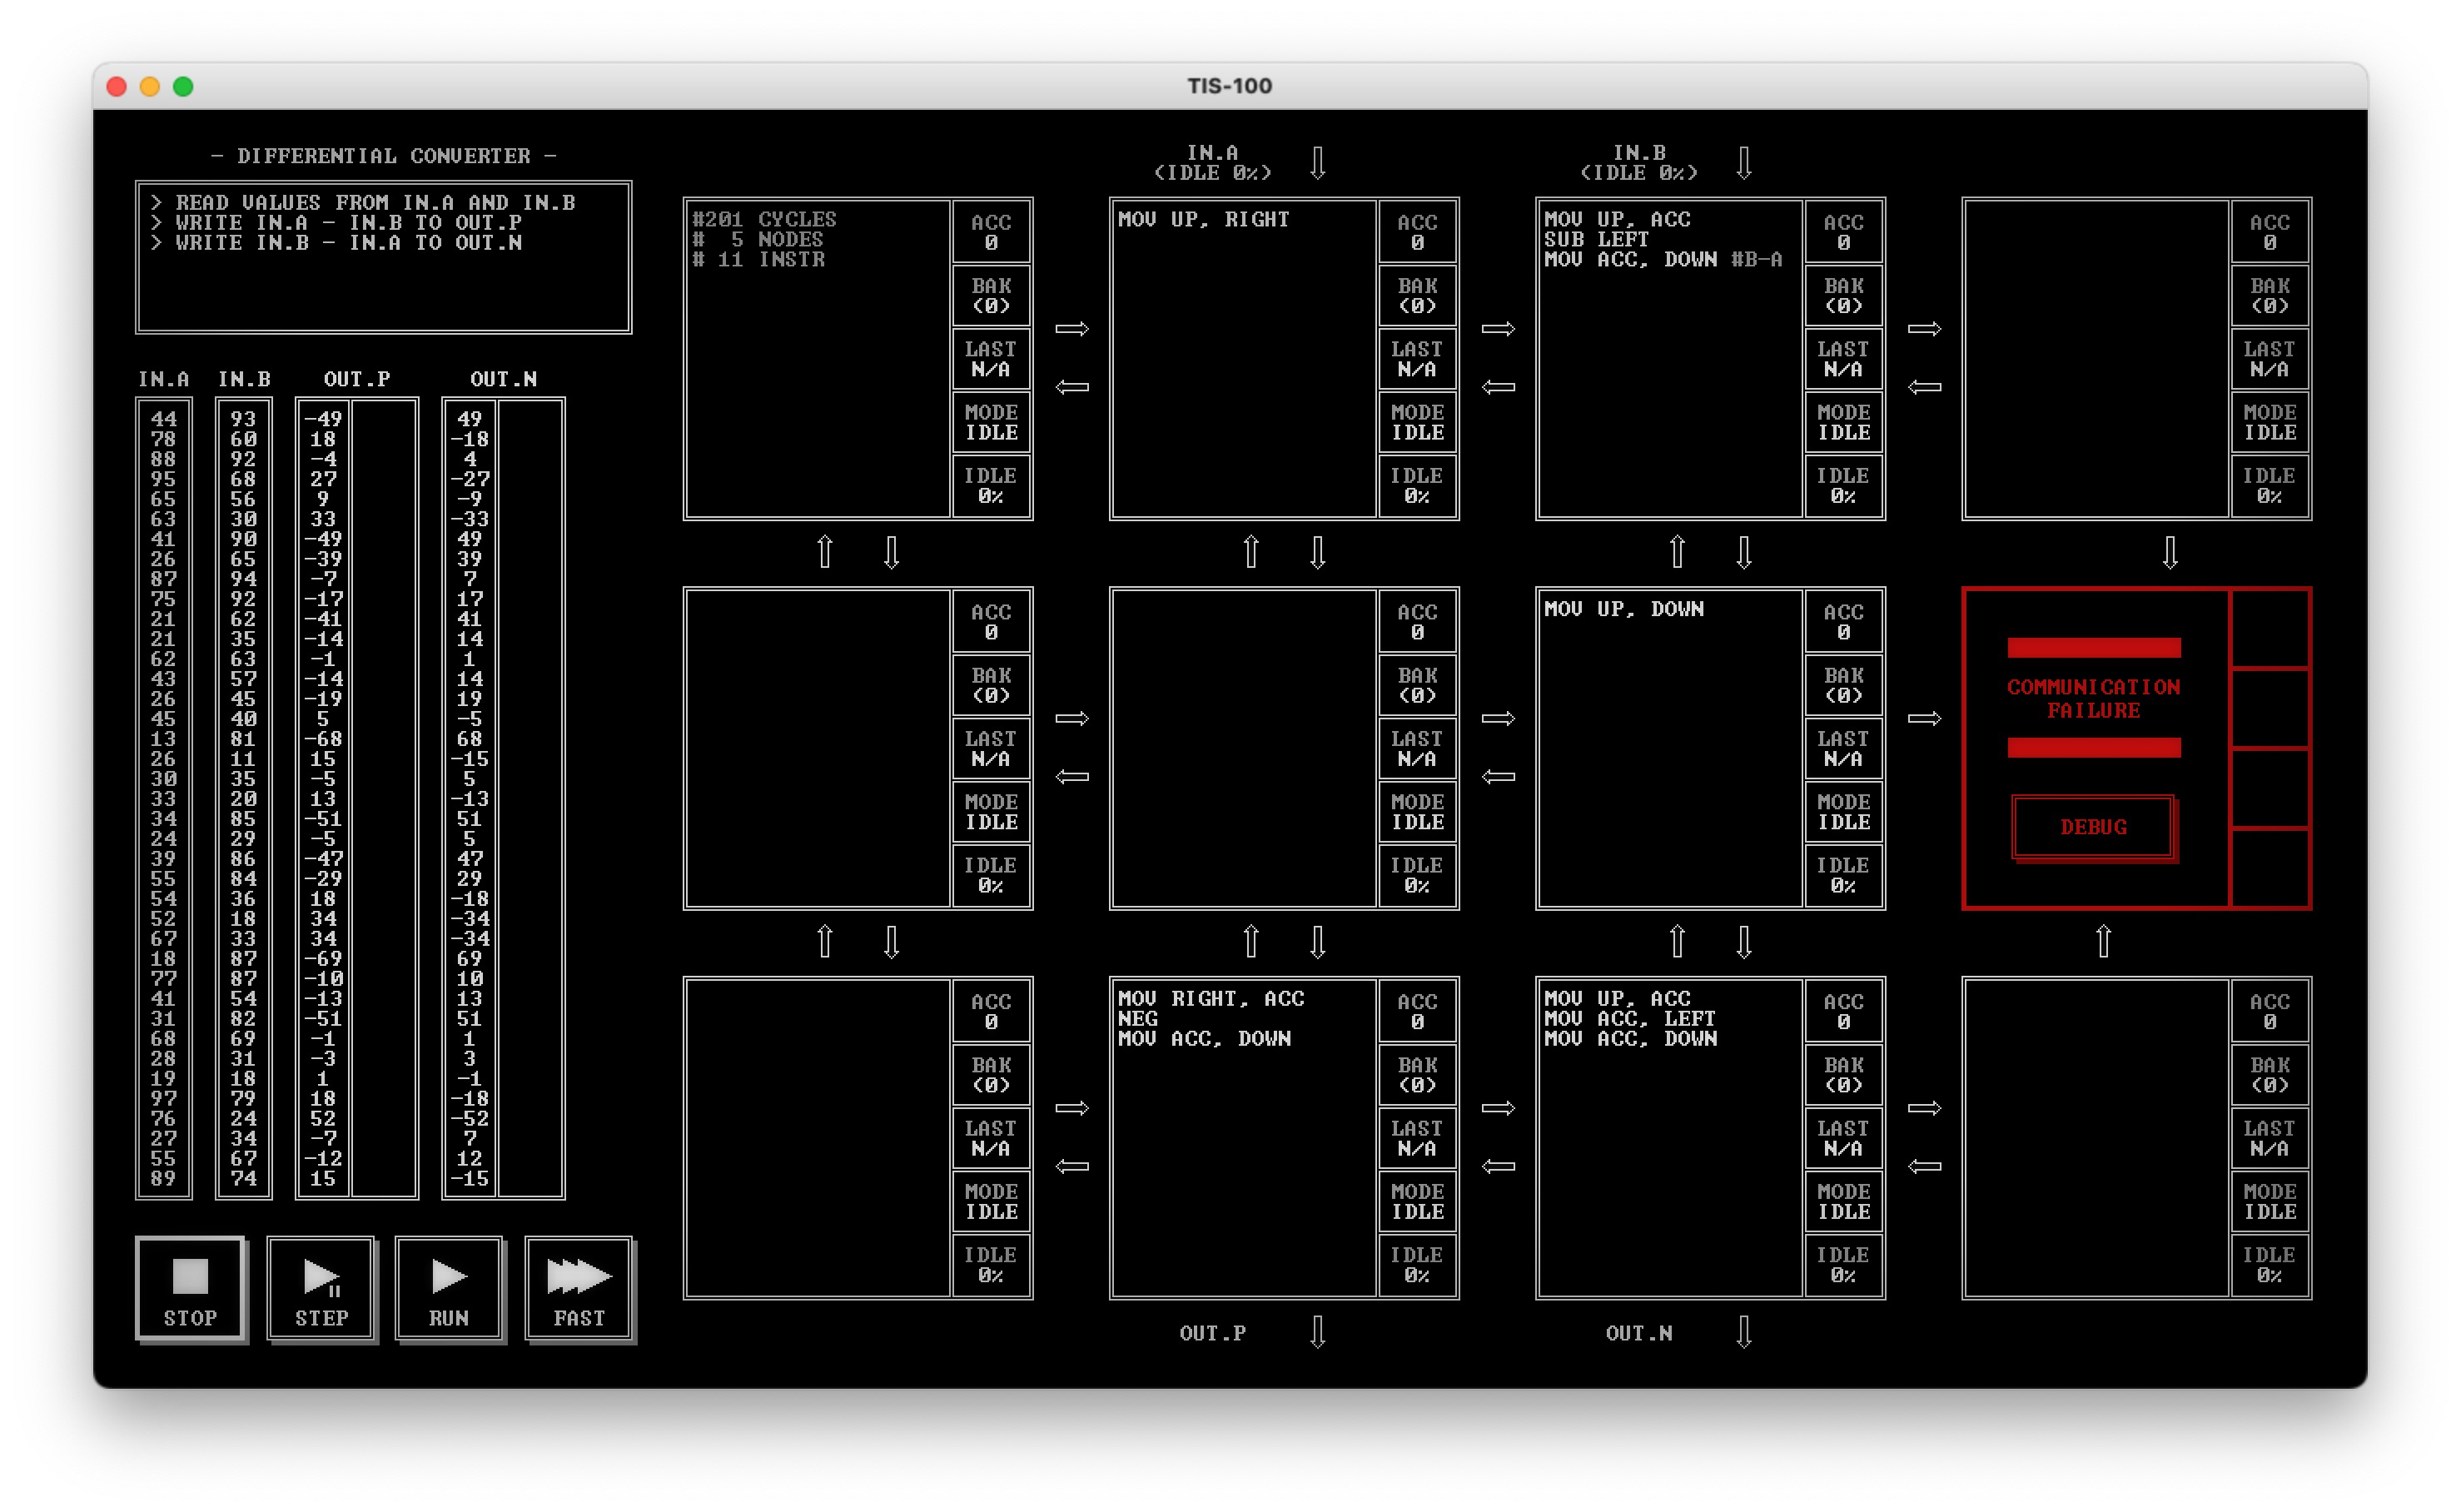 TIS-100
- DIFFERENTIAL CONVERTER -
> READ VALUES FROM IN.A AND IN.B
> WRITE IN.A - IN.B TO OUT.P
> WRITE IN.B - IN.A TO OUT.N
IN.A IN.B OUT.P OUT.N
44 93 -49 49
78 60 18 -18
88 92 -4 4
95 68 27 -27
65 56 9 -9
63 30 33 -33
41 90 -49 49
26 65 -39 39
87 94 -7 7
75 92 -17 17
21 62 -41 41
21 35 -14 14
62 63 -1 1
43 57 -14 14
26 45 -19 19
45 40 5 -5
13 81 -68 68
26 11 15 -15
30 35 -5 5
33 20 13 -13
34 85 -51 51
24 29 -5 5
39 86 -47 47
55 84 -29 29
54 36 18 -18
52 18 34 -34
67 33 34 -34
18 87 -69 69
77 87 -10 10
41 54 -13 13
31 82 -51 51
68 69 -1 1
28 31 -3 3
19 18 1 -1
97 79 18 -18
76 24 52 -52
27 34 -7 7
55 67 -12 12
89 74 15 -15
STOP
STEP
RUN
FAST
IN.A
(IDLE 0%)
IN.B
(IDLE 0%)
#201 CYCLES
#  5 NODES
# 11 INSTR
ACC
0
BAK
(0)
LAST
N/A
MODE
IDLE
IDLE
0%
MOV UP, RIGHT
ACC
0
BAK
(0)
LAST
N/A
MODE
IDLE
IDLE
0%
MOV UP, ACC
SUB LEFT
MOV ACC, DOWN #B-A
ACC
0
BAK
(0)
LAST
N/A
MODE
IDLE
IDLE
0%
ACC
0
BAK
(0)
LAST
N/A
MODE
IDLE
IDLE
0%
ACC
0
BAK
(0)
LAST
N/A
MODE
IDLE
IDLE
0%
ACC
0
BAK
(0)
LAST
N/A
MODE
IDLE
IDLE
0%
MOV UP, DOWN
ACC
0
BAK
(0)
LAST
N/A
MODE
IDLE
IDLE
0%
COMMUNICATION
FAILURE
DEBUG
ACC
0
BAK
(0)
LAST
N/A
MODE
IDLE
IDLE
0%
MOV RIGHT, ACC
NEG
MOV ACC, DOWN
ACC
0
BAK
(0)
LAST
N/A
MODE
IDLE
IDLE
0%
MOV UP, ACC
MOV ACC, LEFT
MOV ACC, DOWN
ACC
0
BAK
(0)
LAST
N/A
MODE
IDLE
IDLE
0%
ACC
0
BAK
(0)
LAST
N/A
MODE
IDLE
IDLE
0%
OUT.P
OUT.N